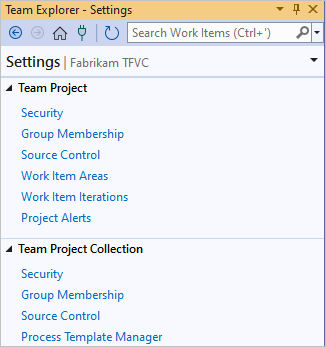 Team Explorer - Settings
Search Work Items (Ctrl+')
Settings | Fabrikam TFVC
Team Project
Security
Group Membership
Source Control
Work Item Areas
Work Item Iterations
Project Alerts
Team Project Collection
Security
Group Membership
Source Control
Process Template Manager